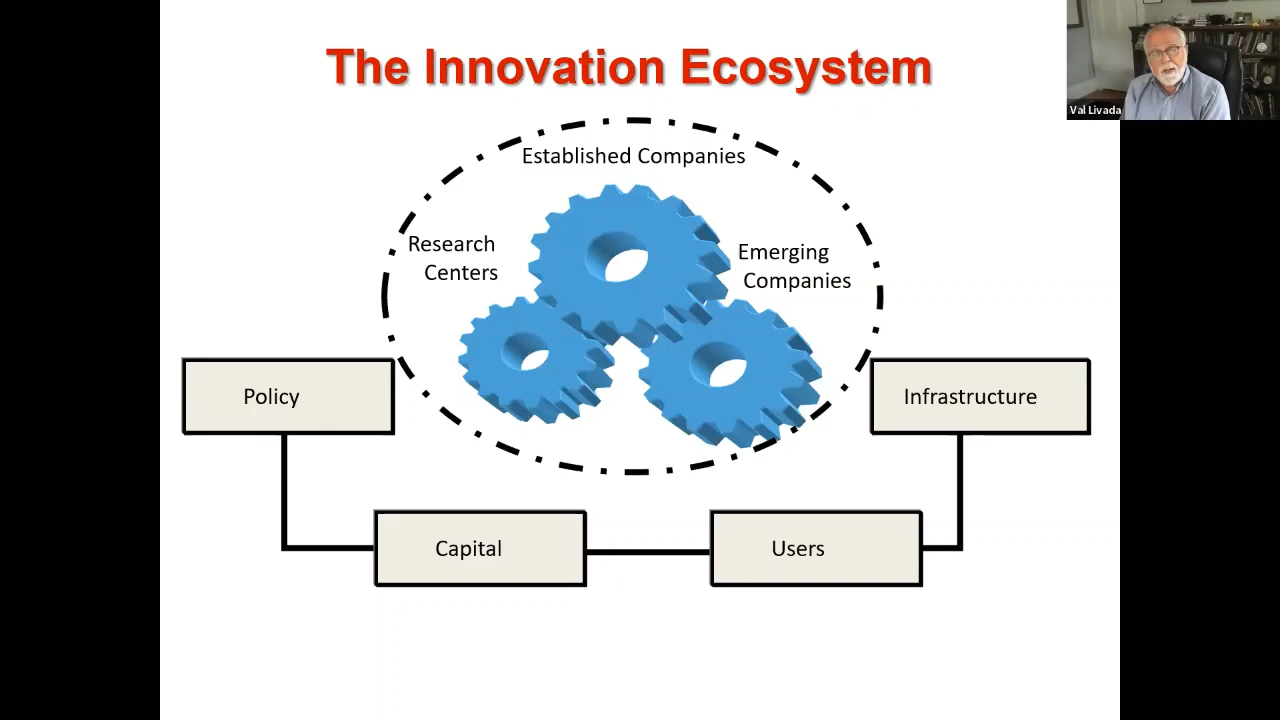 The Innovation Ecosystem
Val Livada
Established Companies
Research
Centers
Emerging
Companies
Policy
Infrastructure
Capital
Users